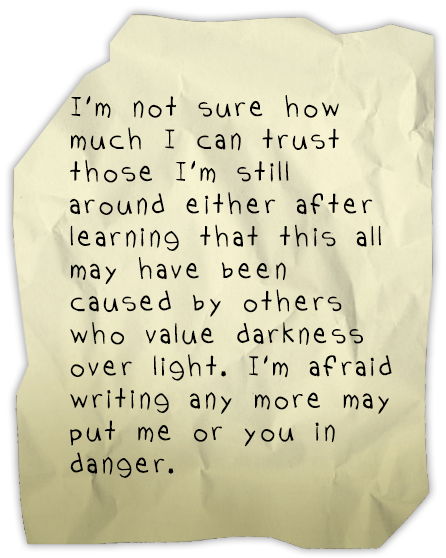 I'm not sure how
much I can trust
those I'm still
around either after
learning that this all
may have been
caused by others
who value darkness
over light. I'm afraid
writing any more may
put me or you in
danger.